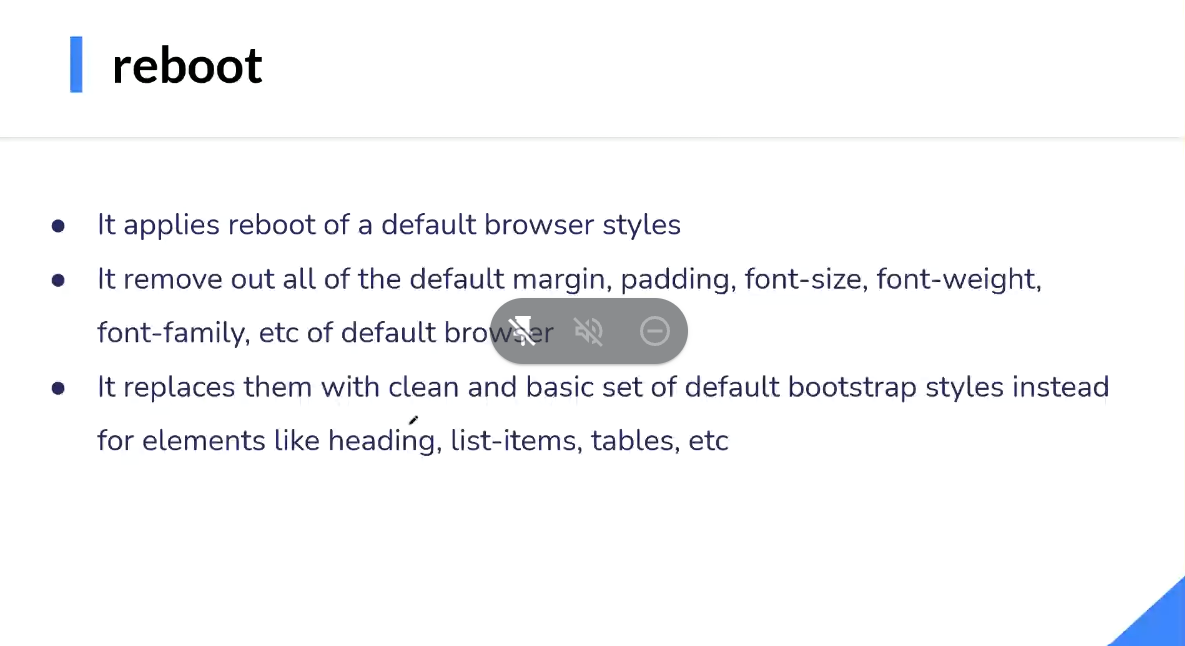 reboot
It applies reboot of a default browser styles
It remove out all of the default margin, padding, font-size, font-weight,
font-family, etc of default browser
It replaces them with clean and basic set of default bootstrap styles instead
for elements like heading, list-items, tables, etc